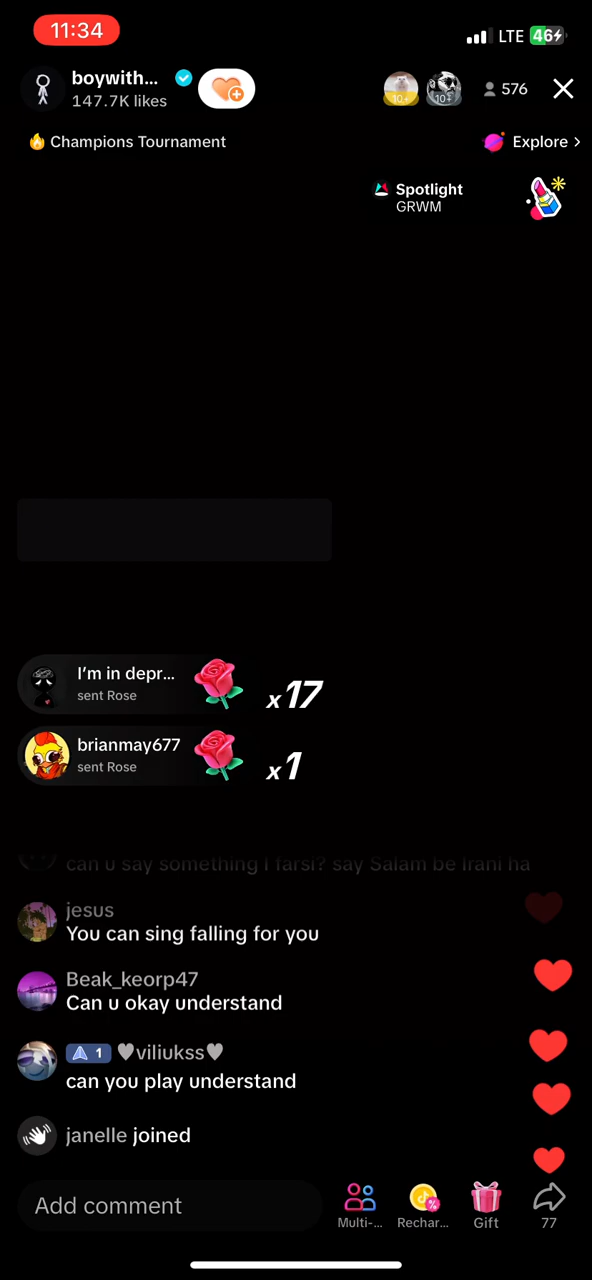 11:34
LTE 46
boywith...
147.7K likes
10+
10+
576
Champions Tournament
Explore >
Spotlight
GRWM
I'm in depr...
sent Rose
x17
brianmay677
sent Rose
x1
can u say something I farsi? say Salam be Irani ha
jesus
You can sing falling for you
Beak_keorp47
Can u okay understand
1 ♥viliukss♥
can you play understand
janelle joined
Add comment
Multi-...
Rechar...
Gift
77